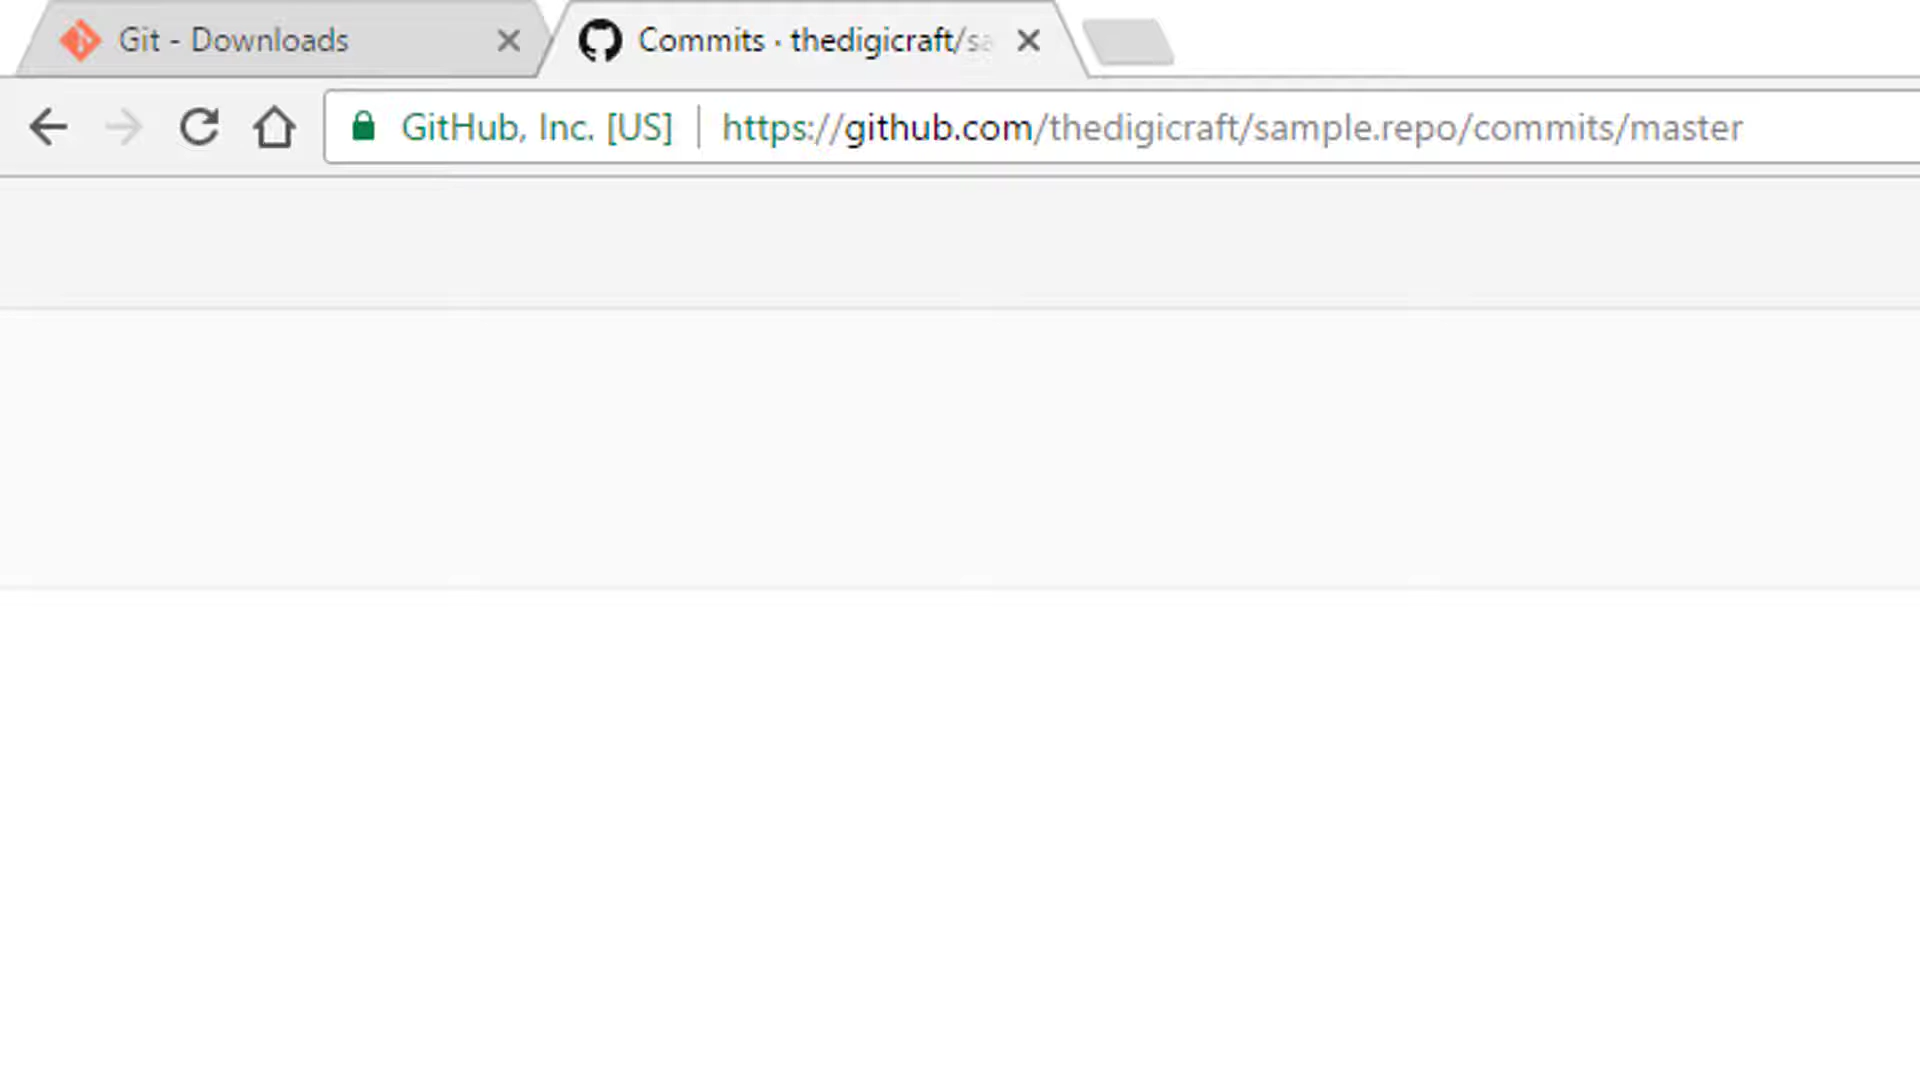 Git - Downloads
Commits · thedigicraft/sa
GitHub, Inc. [US] https://github.com/thedigicraft/sample.repo/commits/master